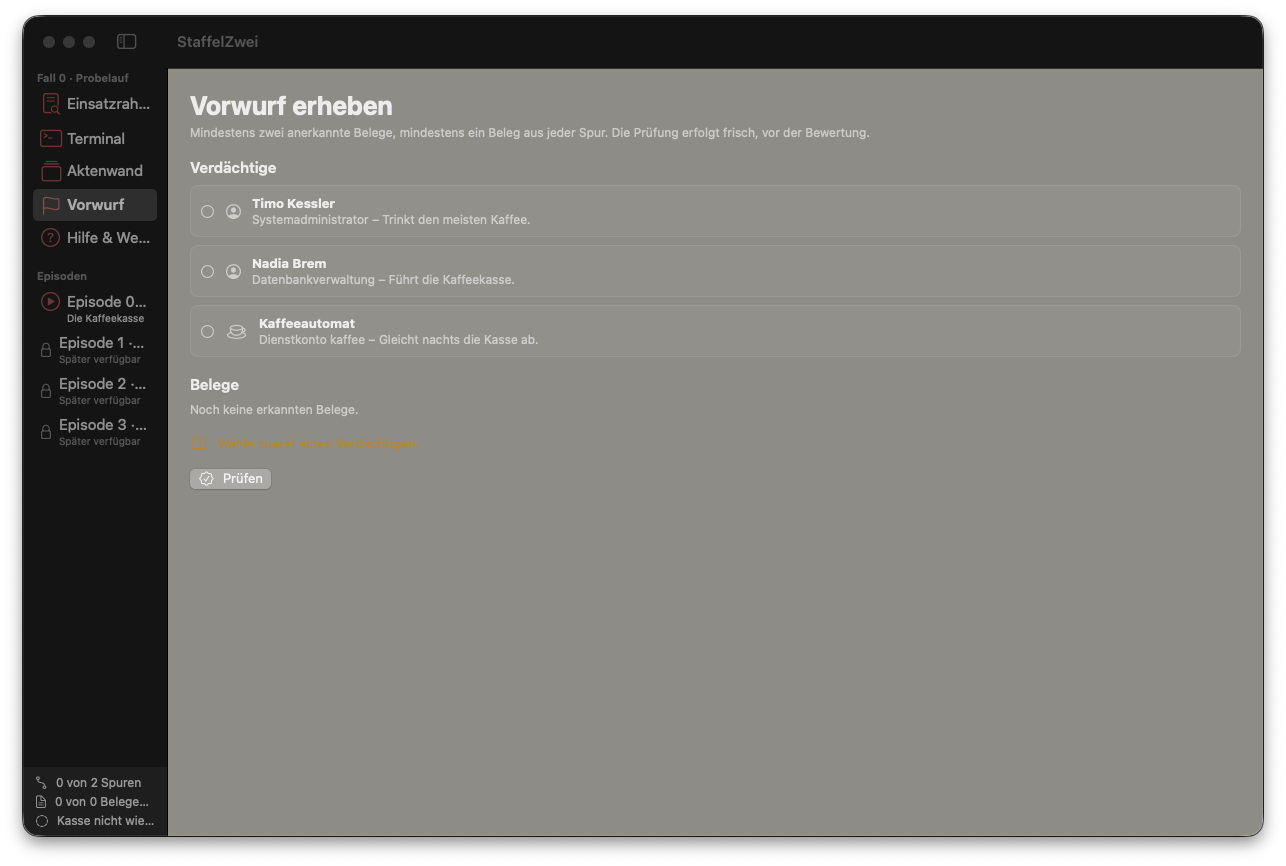 StaffelZwei
Fall 0 · Probelauf
Einsatzrah...
Terminal
Aktenwand
Vorwurf
Hilfe & We...
Episoden
Episode 0...
Die Kaffeekasse
Episode 1 ·...
Später verfügbar
Episode 2 ·...
Später verfügbar
Episode 3 ·...
Später verfügbar
0 von 2 Spuren
0 von 0 Belege...
Kasse nicht wie...
Vorwurf erheben
Mindestens zwei anerkannte Belege, mindestens ein Beleg aus jeder Spur. Die Prüfung erfolgt frisch, vor der Bewertung.
Verdächtige
Timo Kessler
Systemadministrator – Trinkt den meisten Kaffee.
Nadia Brem
Datenbankverwaltung – Führt die Kaffeekasse.
Kaffeeautomat
Dienstkonto kaffee – Gleicht nachts die Kasse ab.
Belege
Noch keine erkannten Belege.
Wähle zuerst einen Verdächtigen.
Prüfen